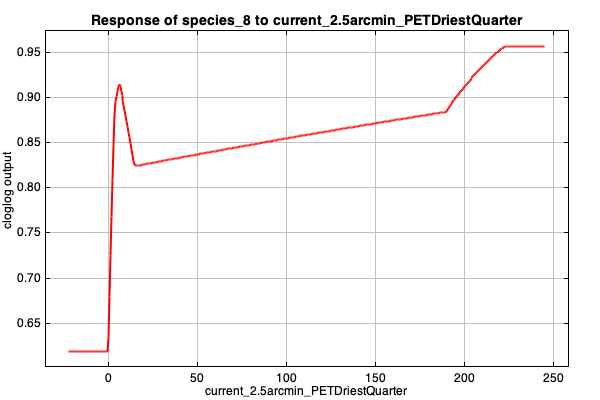 Response of species_8 to current_2.5arcmin_PETDriestQuarter
cloglog output
0.95
0.90
0.85
0.80
0.75
0.70
0.65
0 50 100 150 200 250
current_2.5arcmin_PETDriestQuarter